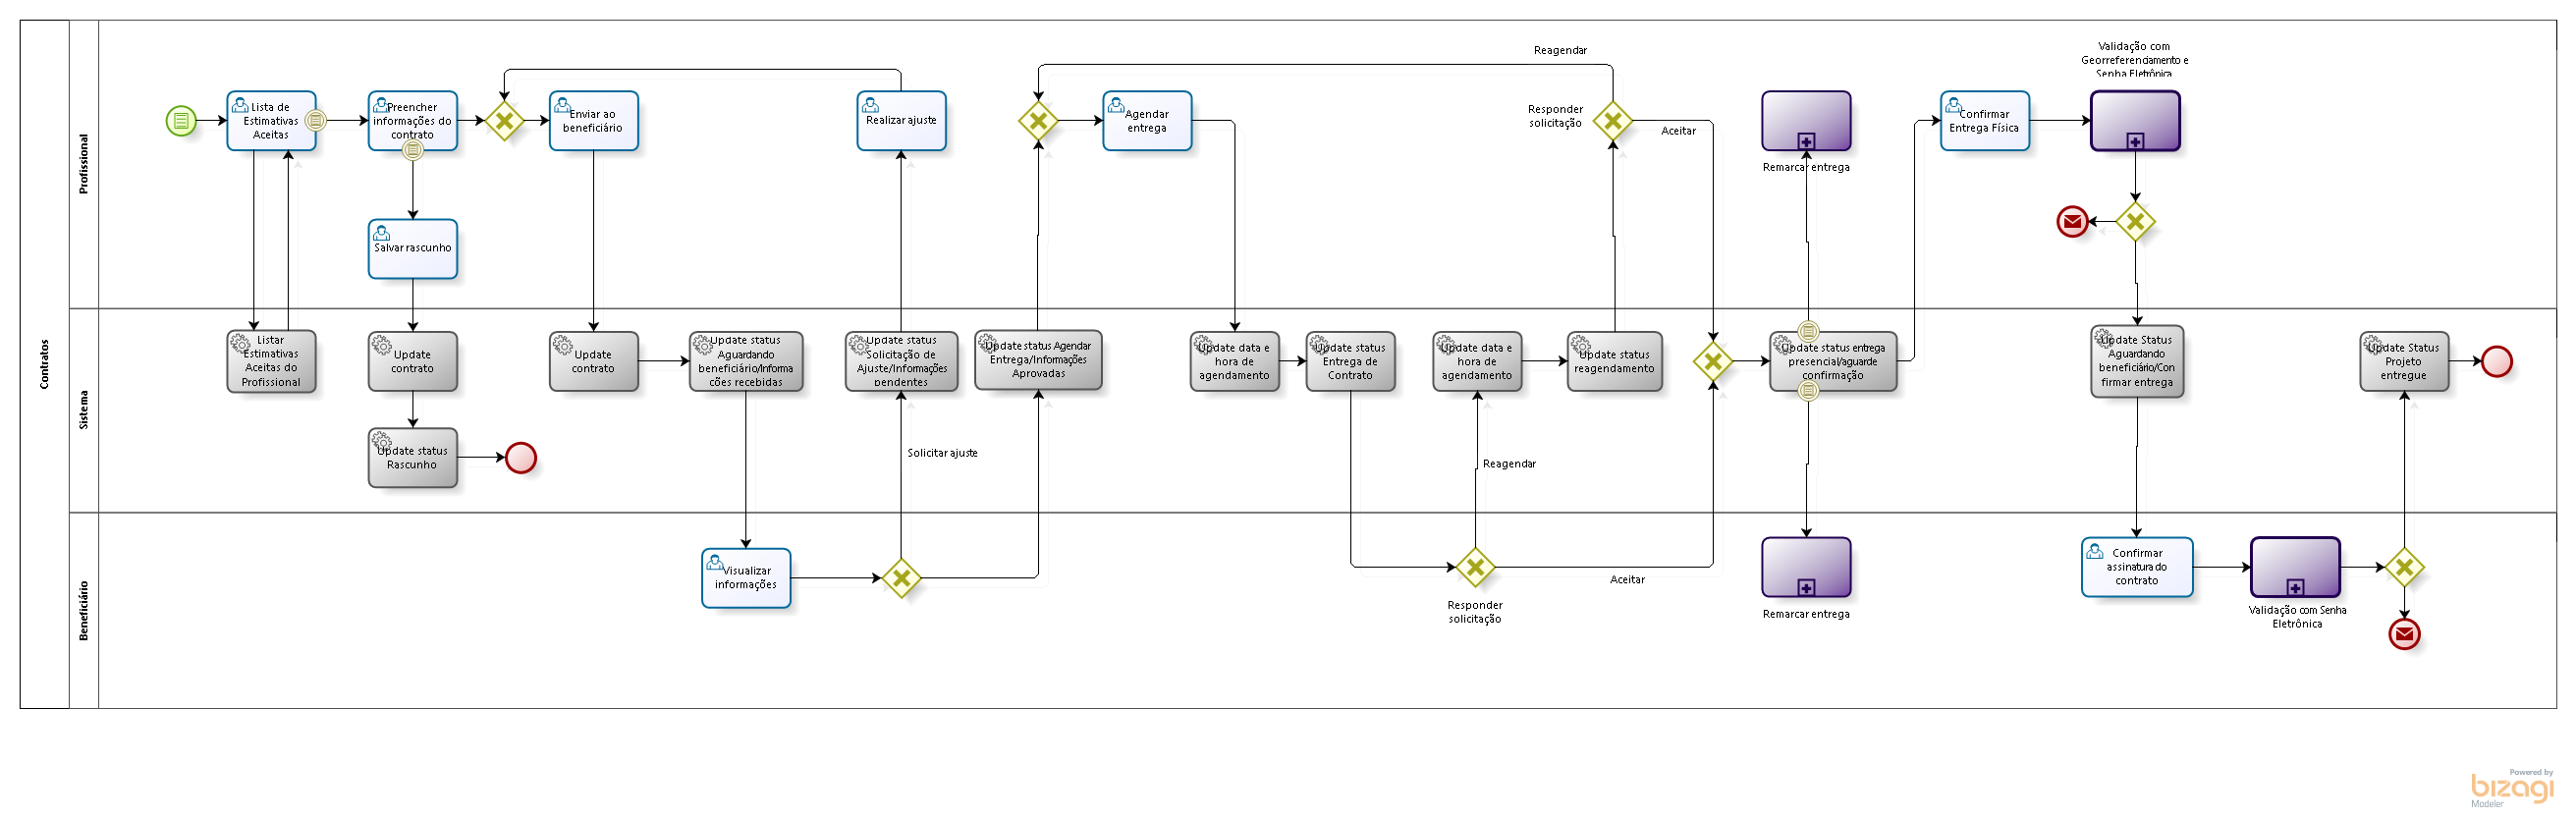 Contratos
Profissional
Sistema
Beneficiário
Lista de
Estimativas
Aceitas
Preencher
informações do
contrato
Enviar ao
beneficiário
Realizar ajuste
Agendar
entrega
Reagendar
Responder
solicitação
Aceitar
Remarcar entrega
Confirmar
Entrega Física
Validação com
Georreferenciamento e
Senha Eletrônica
Salvar rascunho
Listar
Estimativas
Aceitas do
Profissional
Update
contrato
Update status
Rascunho
Update
contrato
Update status
Aguardando
beneficiário/Informa
ções recebidas
Update status
Solicitação de
Ajuste/Informações
pendentes
Update status Agendar
Entrega/Informações
Aprovadas
Update data e
hora de
agendamento
Update status
Entrega de
Contrato
Update data e
hora de
agendamento
Update status
reagendamento
Update status entrega
presencial/aguarde
confirmação
Update Status
Aguardando
beneficiário/Con
firmar entrega
Update Status
Projeto
entregue
Solicitar ajuste
Reagendar
Visualizar
informações
Responder
solicitação
Aceitar
Remarcar entrega
Confirmar
assinatura do
contrato
Validação com Senha
Eletrônica
Powered by
bizagi
Modeler